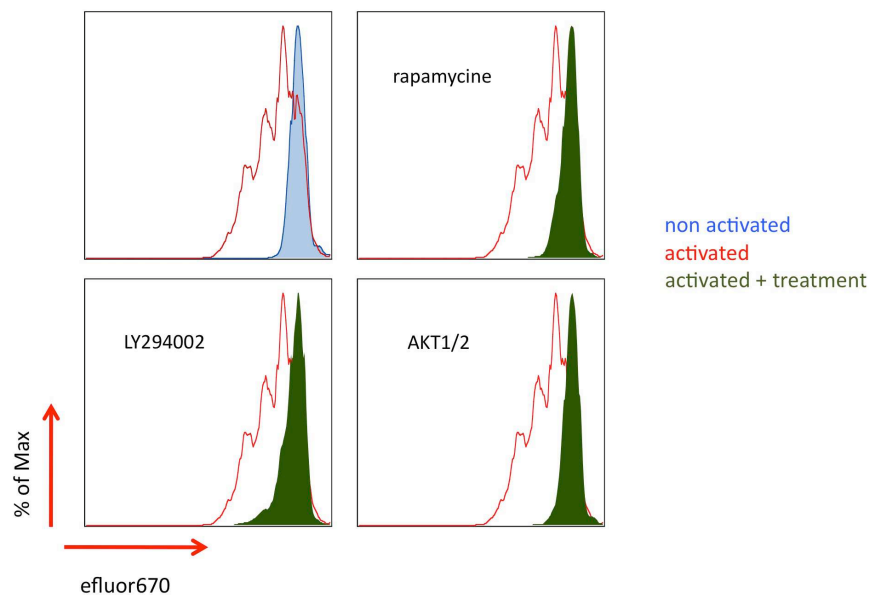 rapamycine
non activated
activated
activated + treatment
LY294002
AKT1/2
% of Max
efluor670